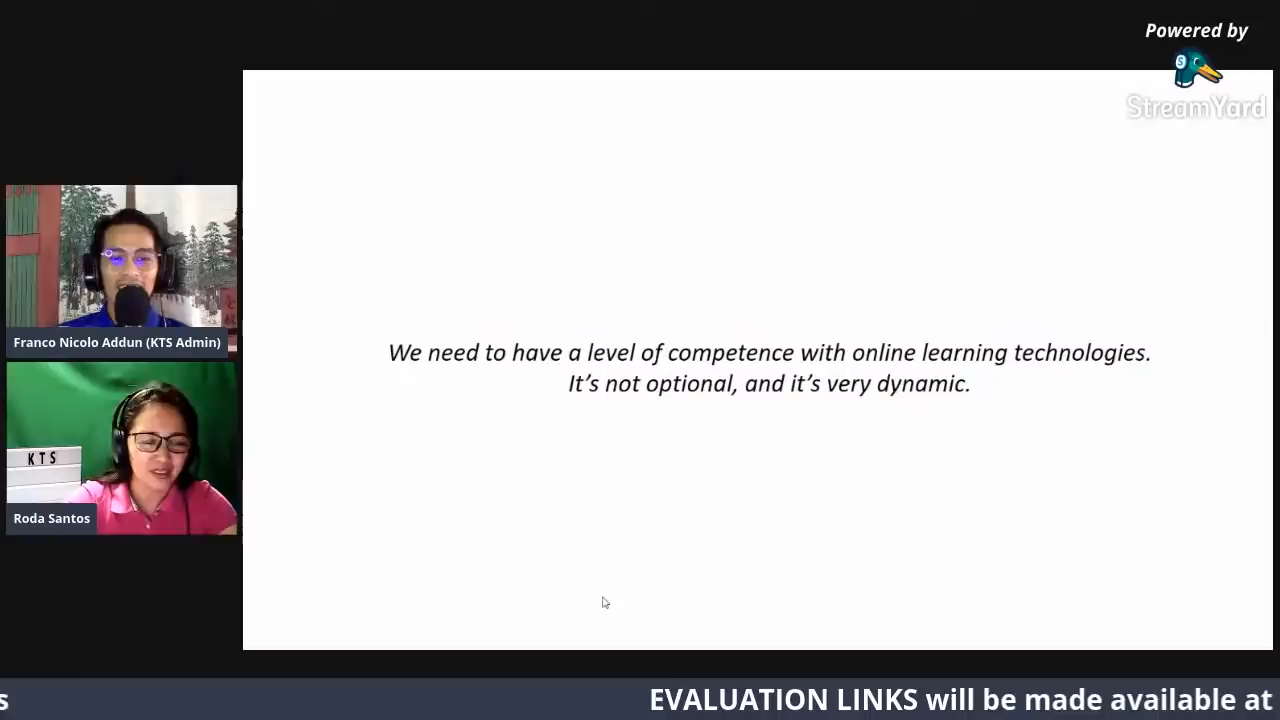 Powered by
StreamYard
Franco Nicolo Addun (KTS Admin)
KTS
Roda Santos
We need to have a level of competence with online learning technologies.
It's not optional, and it's very dynamic.
s
EVALUATION LINKS will be made available at